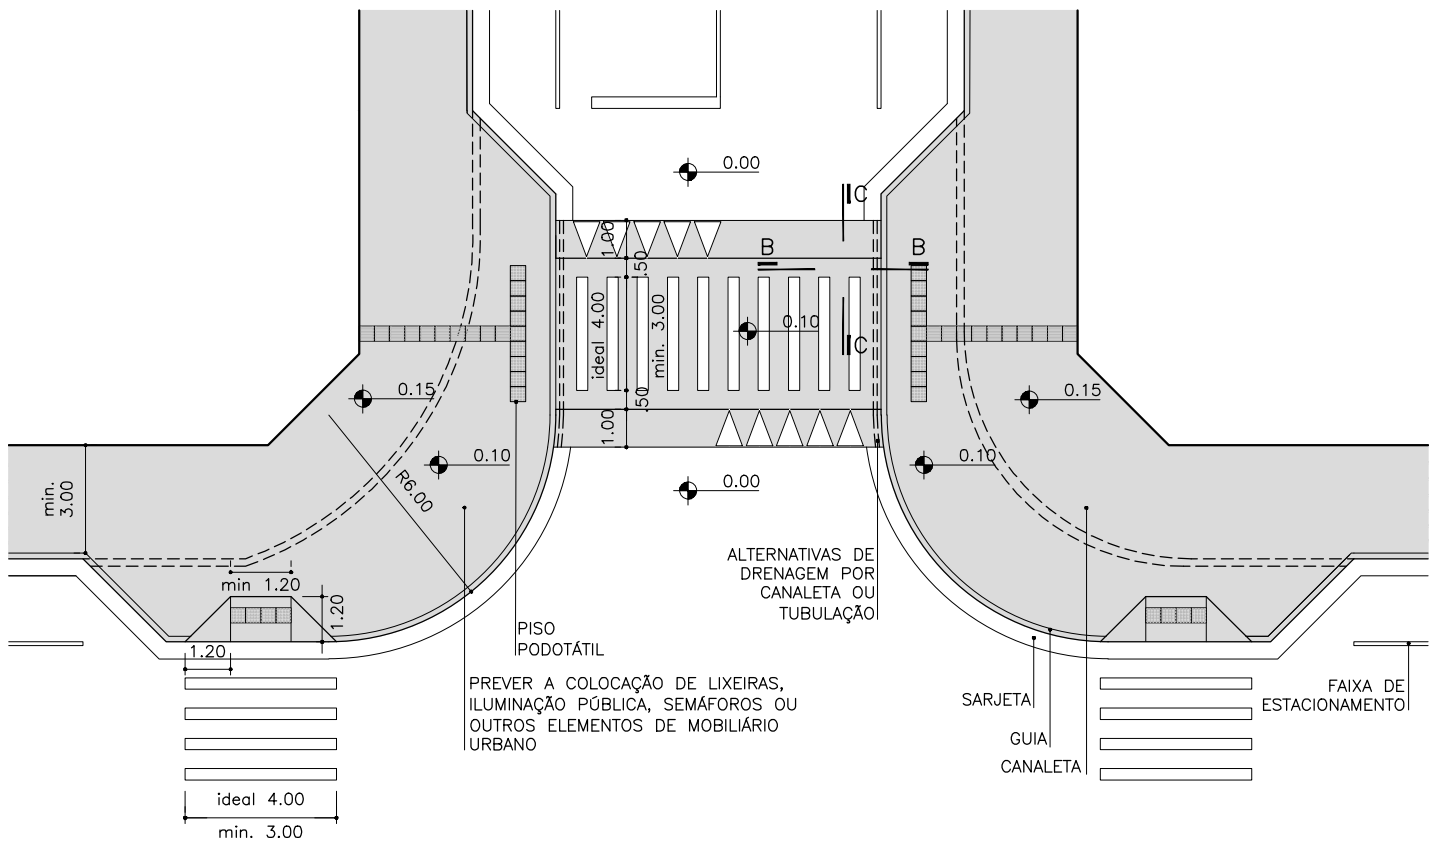 0.00
C
1.00
B
B
.50
ideal 4.00
min. 3.00
0.10
C
.50
1.00
0.15
0.15
0.10
0.10
R6.00
0.00
min.
3.00
min 1.20
1.20
1.20
ALTERNATIVAS DE
DRENAGEM POR
CANALETA OU
TUBULAÇÃO
PISO
PODOTÁTIL
PREVER A COLOCAÇÃO DE LIXEIRAS,
ILUMINAÇÃO PÚBLICA, SEMÁFOROS OU
OUTROS ELEMENTOS DE MOBILIÁRIO
URBANO
SARJETA
GUIA
CANALETA
FAIXA DE
ESTACIONAMENTO
ideal 4.00
min. 3.00